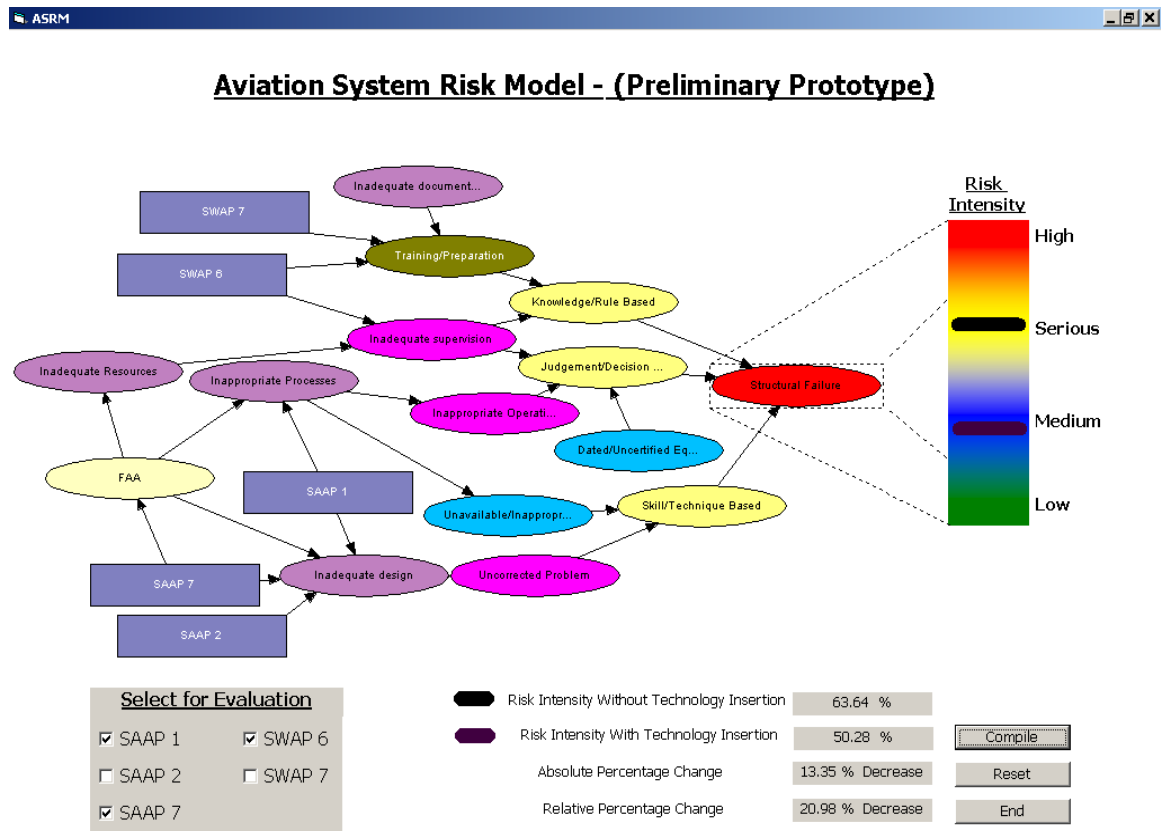 ASRM
Aviation System Risk Model - (Preliminary Prototype)
Inadequate document...
SWAP 7
Training/Preparation
SWAP 6
Knowledge/Rule Based
Inadequate supervision
Inadequate Resources
Inappropriate Processes
Judgement/Decision ...
Structural Failure
Inappropriate Operati...
Dated/Uncertified Eq...
FAA
SAAP 1
Unavailable/Inappropr...
Skill/Technique Based
Inadequate design
Uncorrected Problem
SAAP 7
SAAP 2
Risk
Intensity
High
Serious
Medium
Low
Select for Evaluation
SAAP 1
SWAP 6
SAAP 2
SWAP 7
SAAP 7
Risk Intensity Without Technology Insertion 63.64 %
Risk Intensity With Technology Insertion 50.28 %
Absolute Percentage Change 13.35 % Decrease
Relative Percentage Change 20.98 % Decrease
Compile
Reset
End